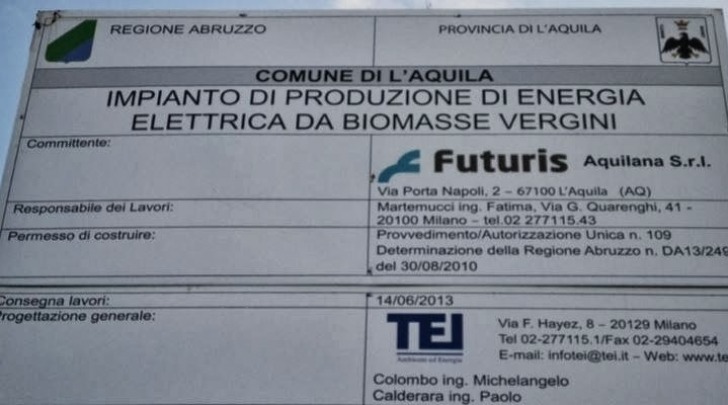 REGIONE ABRUZZO
PROVINCIA DI L'AQUILA
COMUNE DI L'AQUILA
IMPIANTO DI PRODUZIONE DI ENERGIA
ELETTRICA DA BIOMASSE VERGINI
Committente:
Futuris Aquilana S.r.l.
Via Porta Napoli, 2 – 67100 L'Aquila (AQ)
Responsabile dei Lavori:
Martemucci ing. Fatima, Via G. Quarenghi, 41 -
20100 Milano – tel.02 277115.43
Permesso di costruire:
Provvedimento/Autorizzazione Unica n. 109
Determinazione della Regione Abruzzo n. DA13/249
del 30/08/2010
Consegna lavori:
14/06/2013
Progettazione generale:
TEI
Ambiente ed Energia
Via F. Hayez, 8 – 20129 Milano
Tel 02-277115.1/Fax 02-29404654
E-mail: infotei@tei.it – Web: www.te
Colombo ing. Michelangelo
Calderara ing. Paolo